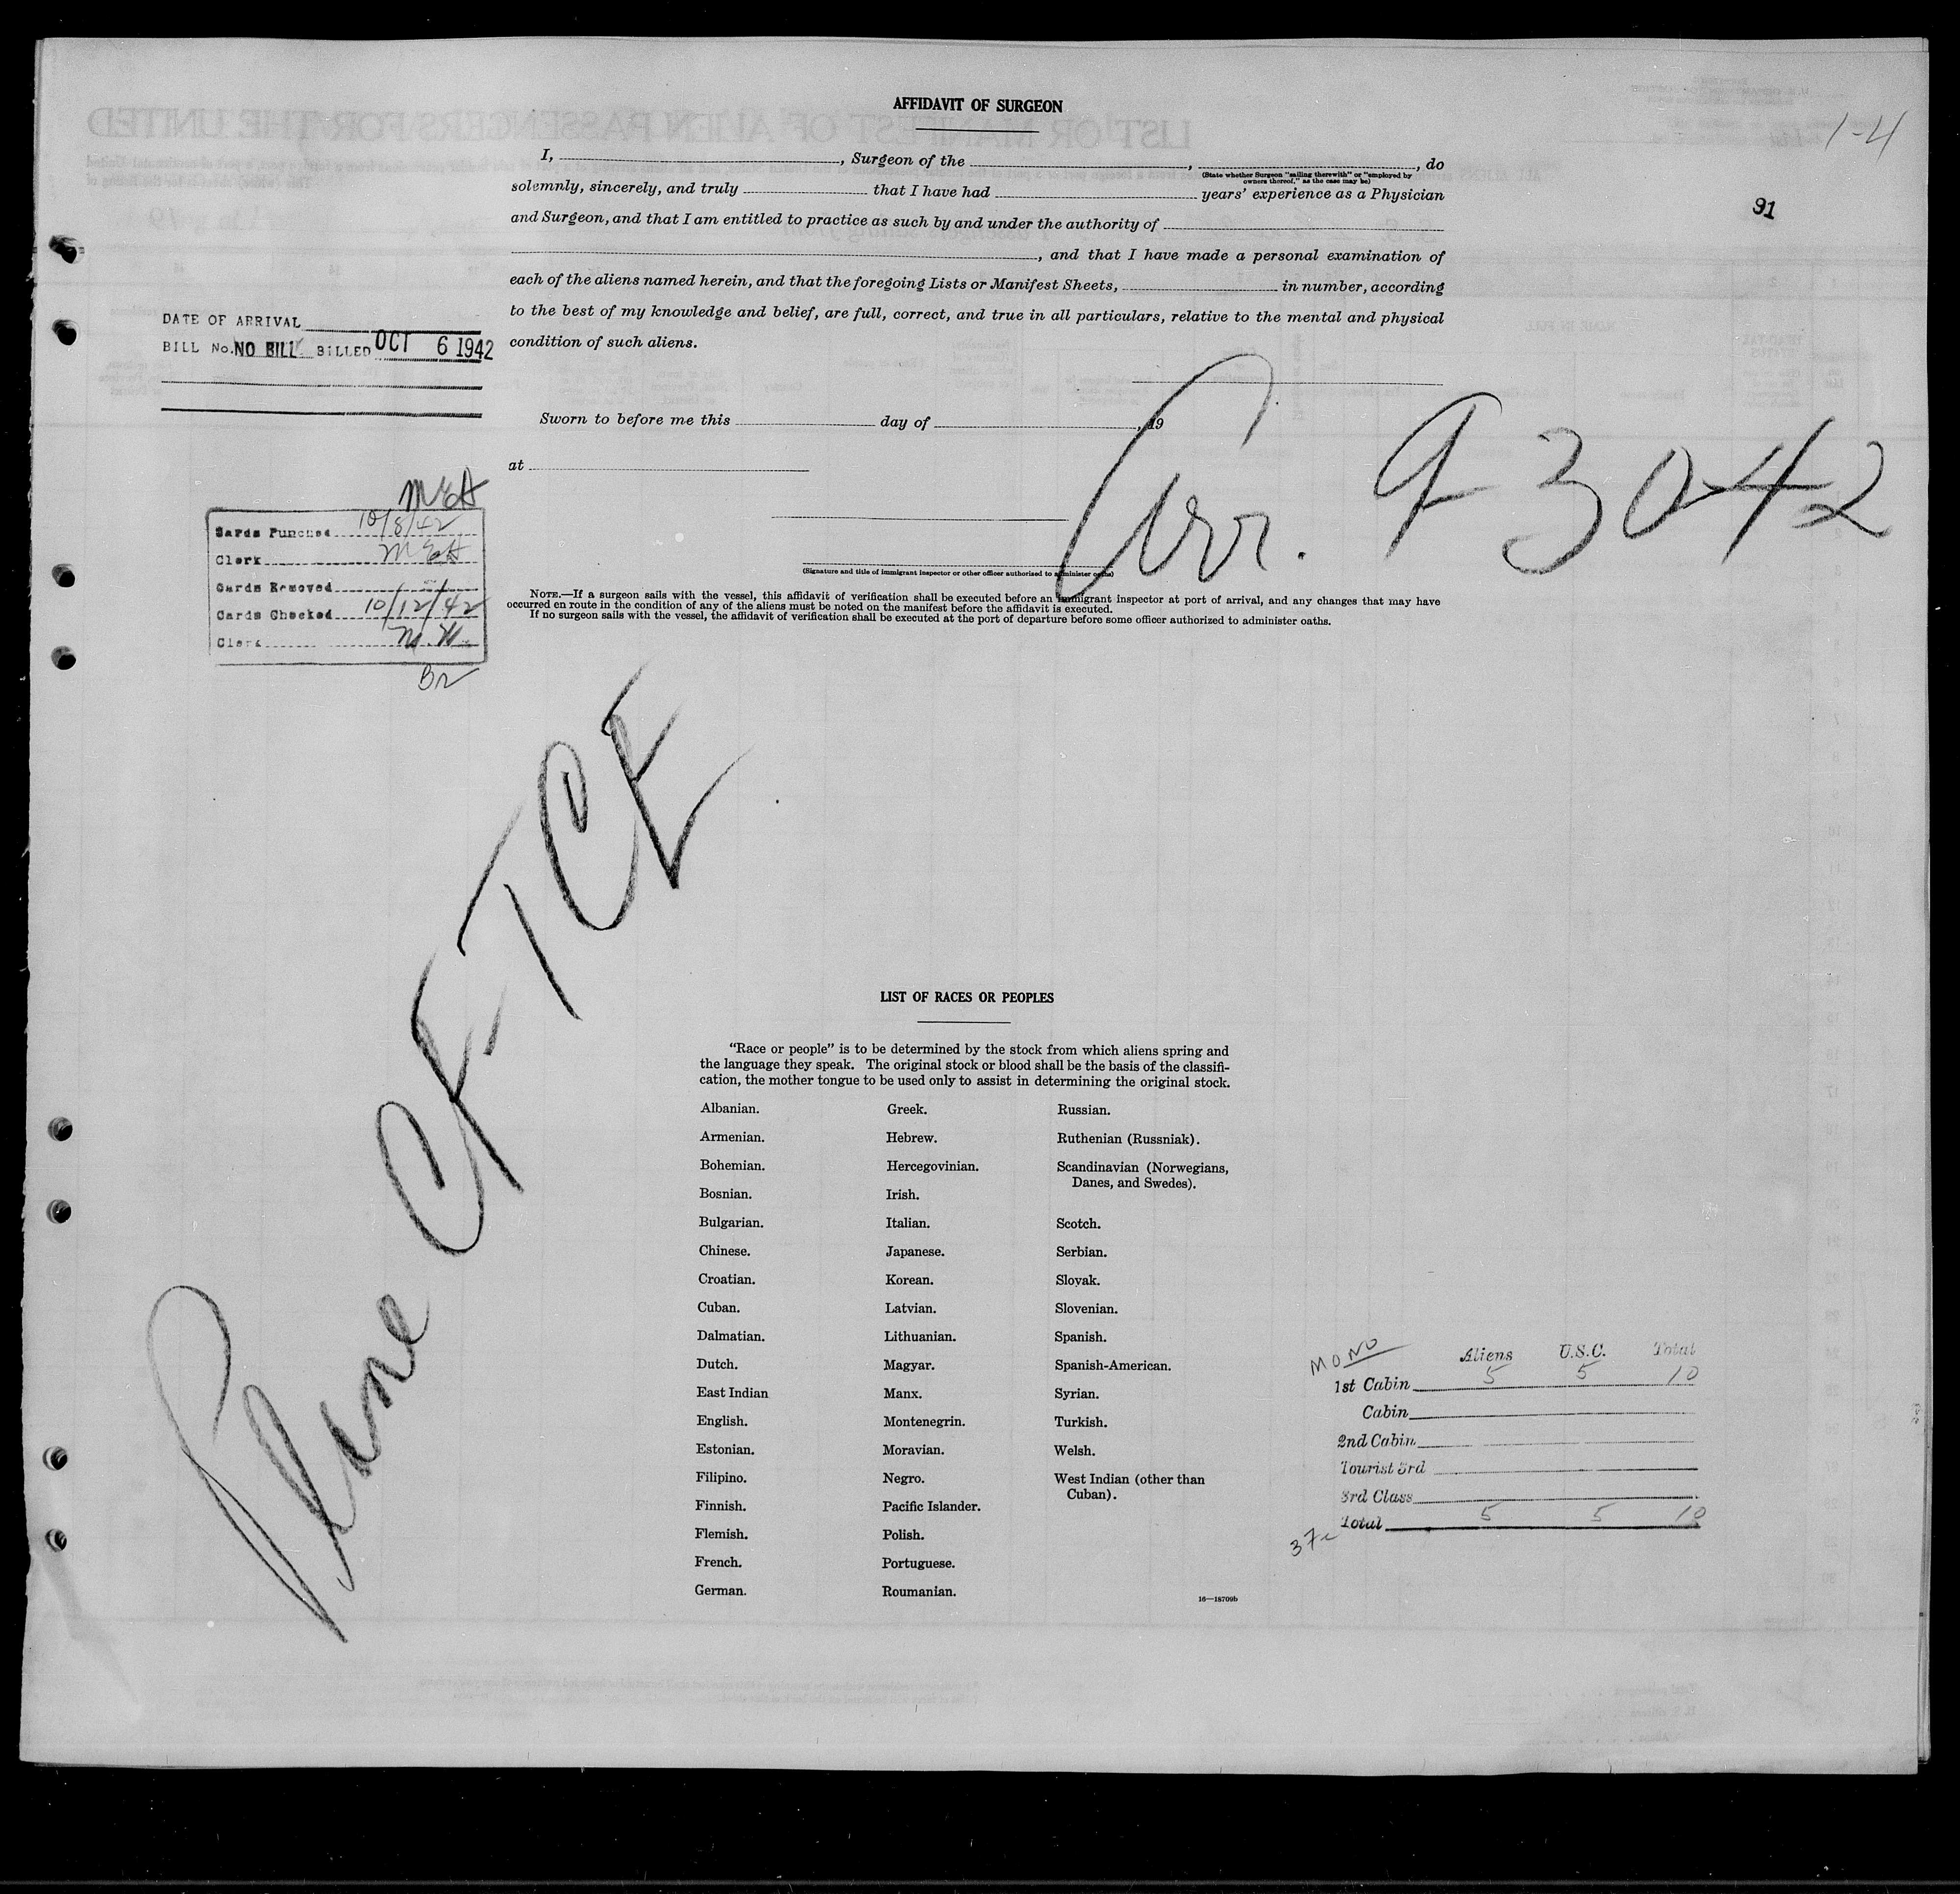 AFFIDAVIT OF SURGEON
1-4
91
I, , Surgeon of the , , do
(State whether Surgeon "sailing therewith" or "employed by
owners thereof," as the case may be)
solemnly, sincerely, and truly that I have had years' experience as a Physician
and Surgeon, and that I am entitled to practice as such by and under the authority of
, and that I have made a personal examination of
each of the aliens named herein, and that the foregoing Lists or Manifest Sheets, in number, according
to the best of my knowledge and belief, are full, correct, and true in all particulars, relative to the mental and physical
condition of such aliens.
DATE OF ARRIVAL
BILL No. NO BILL BILLED OCT 6 1942
Sworn to before me this day of , 19
at
Arr. 9 30 42
(Signature and title of immigrant inspector or other officer authorised to administer oaths)
NOTE.—If a surgeon sails with the vessel, this affidavit of verification shall be executed before an immigrant inspector at port of arrival, and any changes that may have
occurred en route in the condition of any of the aliens must be noted on the manifest before the affidavit is executed.
If no surgeon sails with the vessel, the affidavit of verification shall be executed at the port of departure before some officer authorized to administer oaths.
Cards Punched 10/8/42
Clerk
Cards Removed
Cards Checked 10/12/42
Clerk M.W.
Plane CFTCE
LIST OF RACES OR PEOPLES
"Race or people" is to be determined by the stock from which aliens spring and
the language they speak. The original stock or blood shall be the basis of the classifi-
cation, the mother tongue to be used only to assist in determining the original stock.
Albanian.
Armenian.
Bohemian.
Bosnian.
Bulgarian.
Chinese.
Croatian.
Cuban.
Dalmatian.
Dutch.
East Indian
English.
Estonian.
Filipino.
Finnish.
Flemish.
French.
German.
Greek.
Hebrew.
Hercegovinian.
Irish.
Italian.
Japanese.
Korean.
Latvian.
Lithuanian.
Magyar.
Manx.
Montenegrin.
Moravian.
Negro.
Pacific Islander.
Polish.
Portuguese.
Roumanian.
Russian.
Ruthenian (Russniak).
Scandinavian (Norwegians,
Danes, and Swedes).
Scotch.
Serbian.
Slovak.
Slovenian.
Spanish.
Spanish-American.
Syrian.
Turkish.
Welsh.
West Indian (other than
Cuban).
16—18709b
MONO
Aliens U.S.C. Total
1st Cabin 5 5 10
Cabin
2nd Cabin
Tourist 3rd
3rd Class
Total 5 5 10